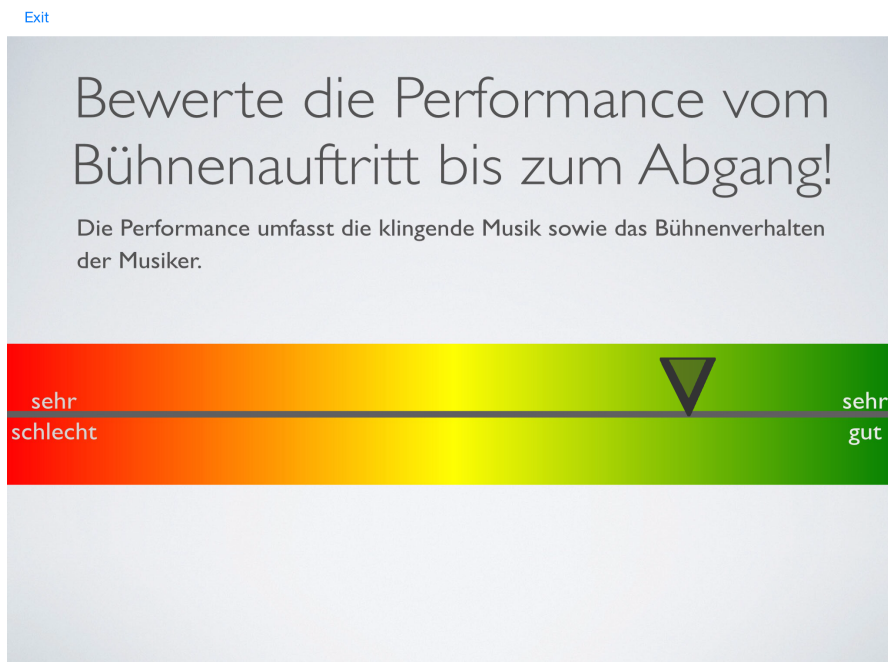 Exit
Bewerte die Performance vom
Bühnenauftritt bis zum Abgang!
Die Performance umfasst die klingende Musik sowie das Bühnenverhalten
der Musiker.
sehr
schlecht
sehr
gut